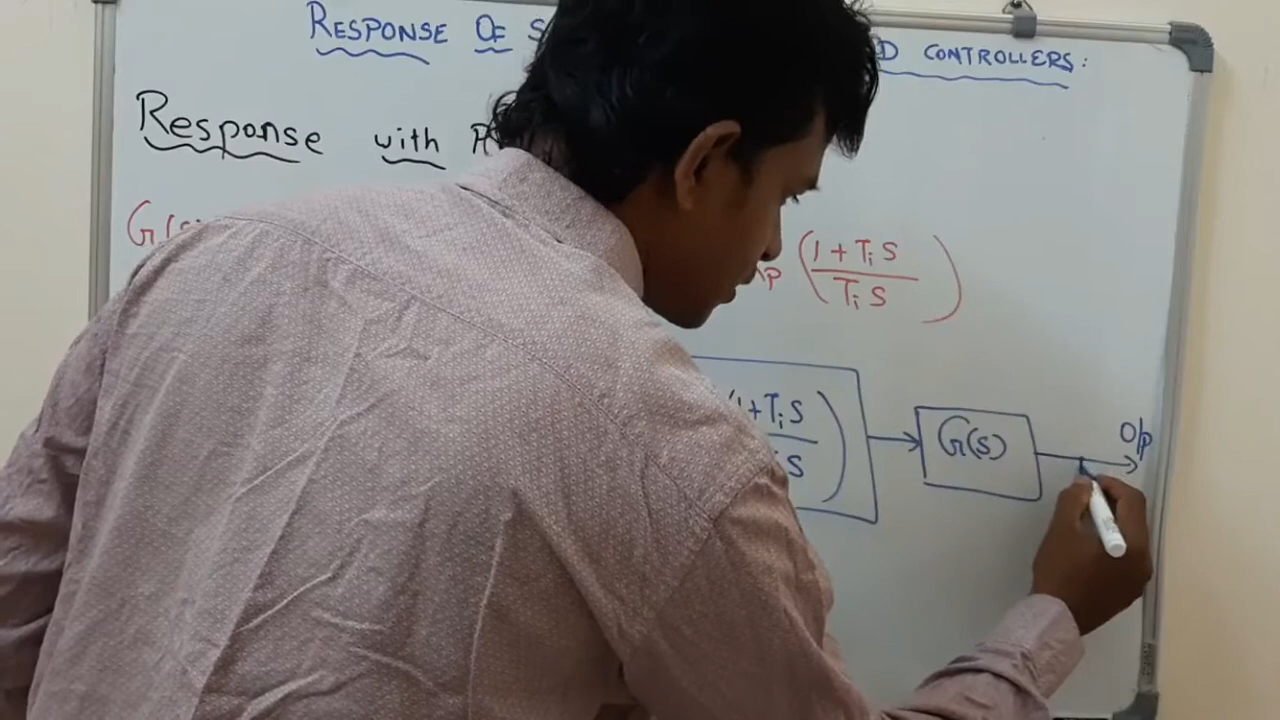 RESPONSE OF CONTROLLERS:
Response with
1 + Tᵢ S
Tᵢ S
1 + Tᵢ S
S
G(s)
O/p